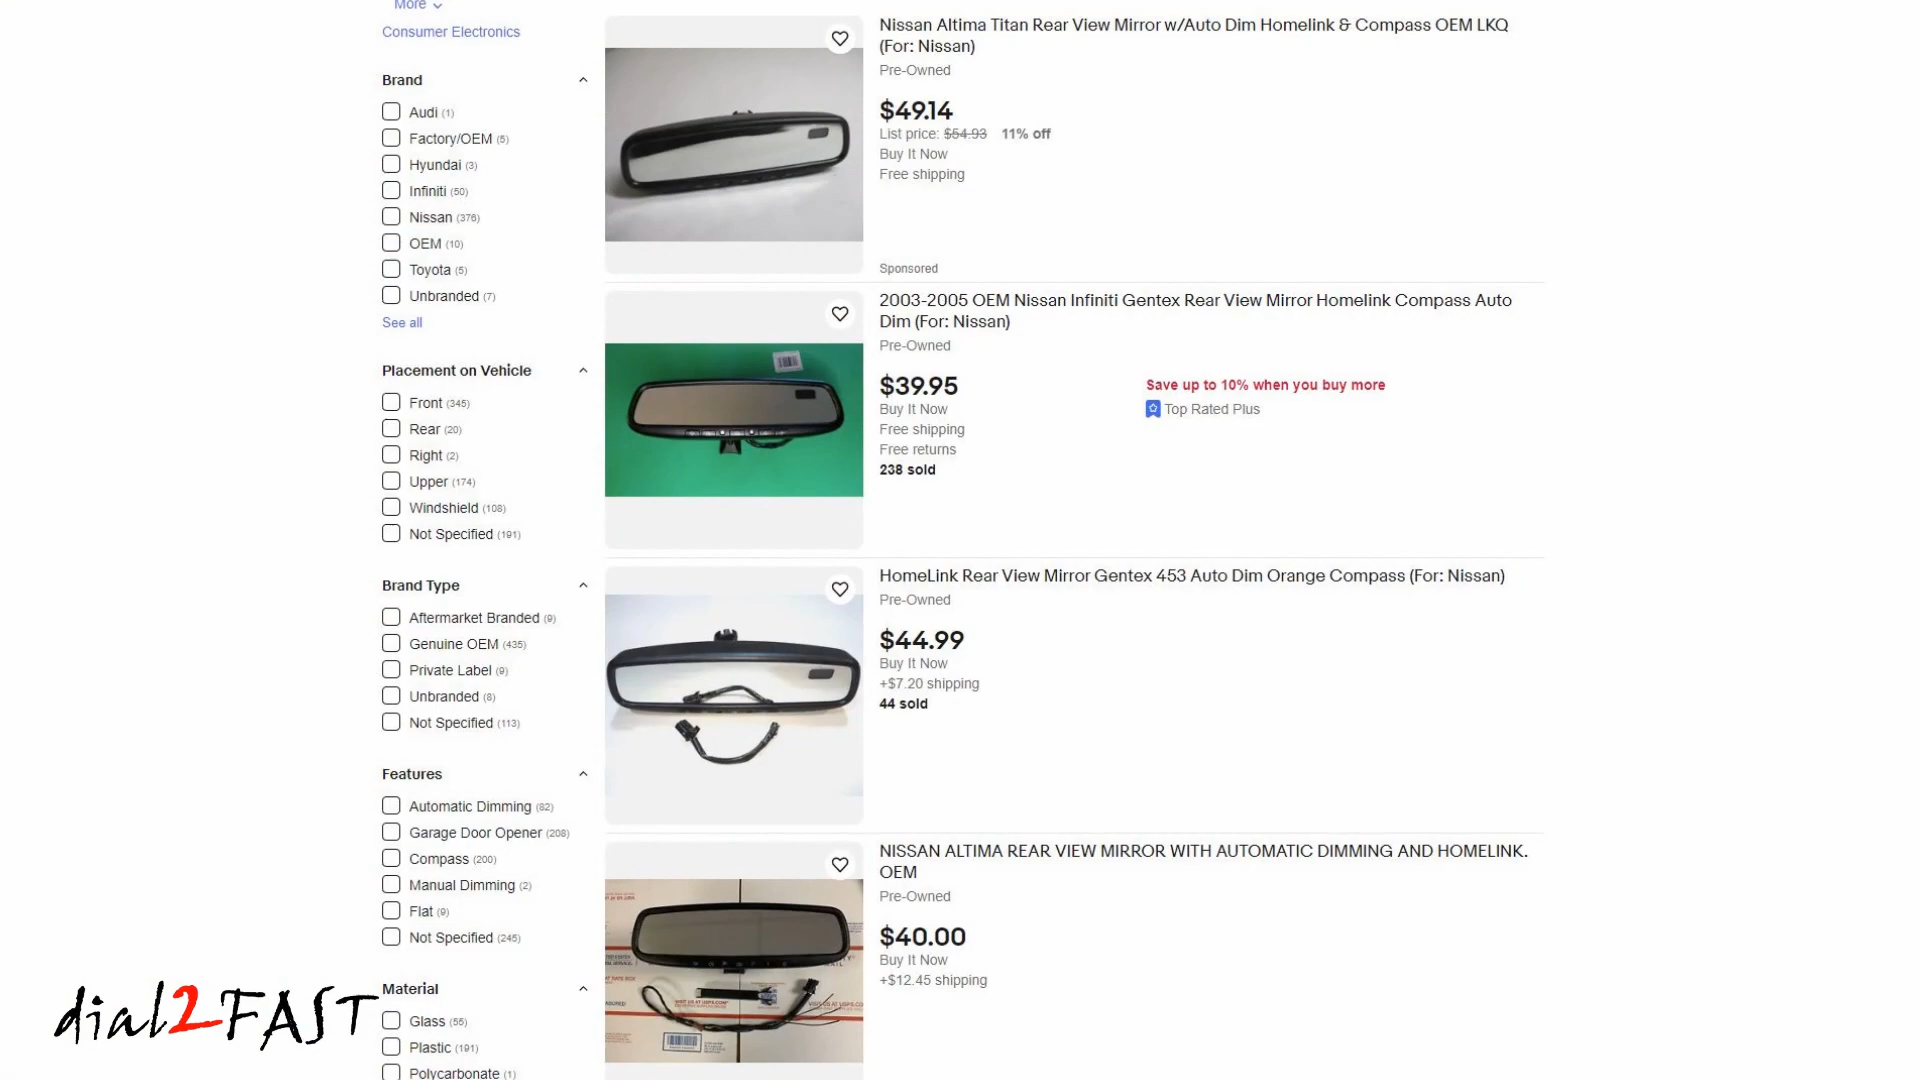 More
Consumer Electronics
Brand
Audi (1)
Factory/OEM (5)
Hyundai (3)
Infiniti (50)
Nissan (376)
OEM (10)
Toyota (5)
Unbranded (7)
See all
Placement on Vehicle
Front (345)
Rear (20)
Right (2)
Upper (174)
Windshield (108)
Not Specified (191)
Brand Type
Aftermarket Branded (9)
Genuine OEM (435)
Private Label (9)
Unbranded (8)
Not Specified (113)
Features
Automatic Dimming (82)
Garage Door Opener (208)
Compass (200)
Manual Dimming (2)
Flat (9)
Not Specified (245)
Material
Glass (55)
Plastic (191)
Polycarbonate (1)
Nissan Altima Titan Rear View Mirror w/Auto Dim Homelink & Compass OEM LKQ
(For: Nissan)
Pre-Owned
$49.14
List price: $54.93 11% off
Buy It Now
Free shipping
Sponsored
2003-2005 OEM Nissan Infiniti Gentex Rear View Mirror Homelink Compass Auto
Dim (For: Nissan)
Pre-Owned
$39.95
Save up to 10% when you buy more
Buy It Now
Top Rated Plus
Free shipping
Free returns
238 sold
HomeLink Rear View Mirror Gentex 453 Auto Dim Orange Compass (For: Nissan)
Pre-Owned
$44.99
Buy It Now
+$7.20 shipping
44 sold
NISSAN ALTIMA REAR VIEW MIRROR WITH AUTOMATIC DIMMING AND HOMELINK.
OEM
Pre-Owned
$40.00
Buy It Now
+$12.45 shipping
dial2FAST